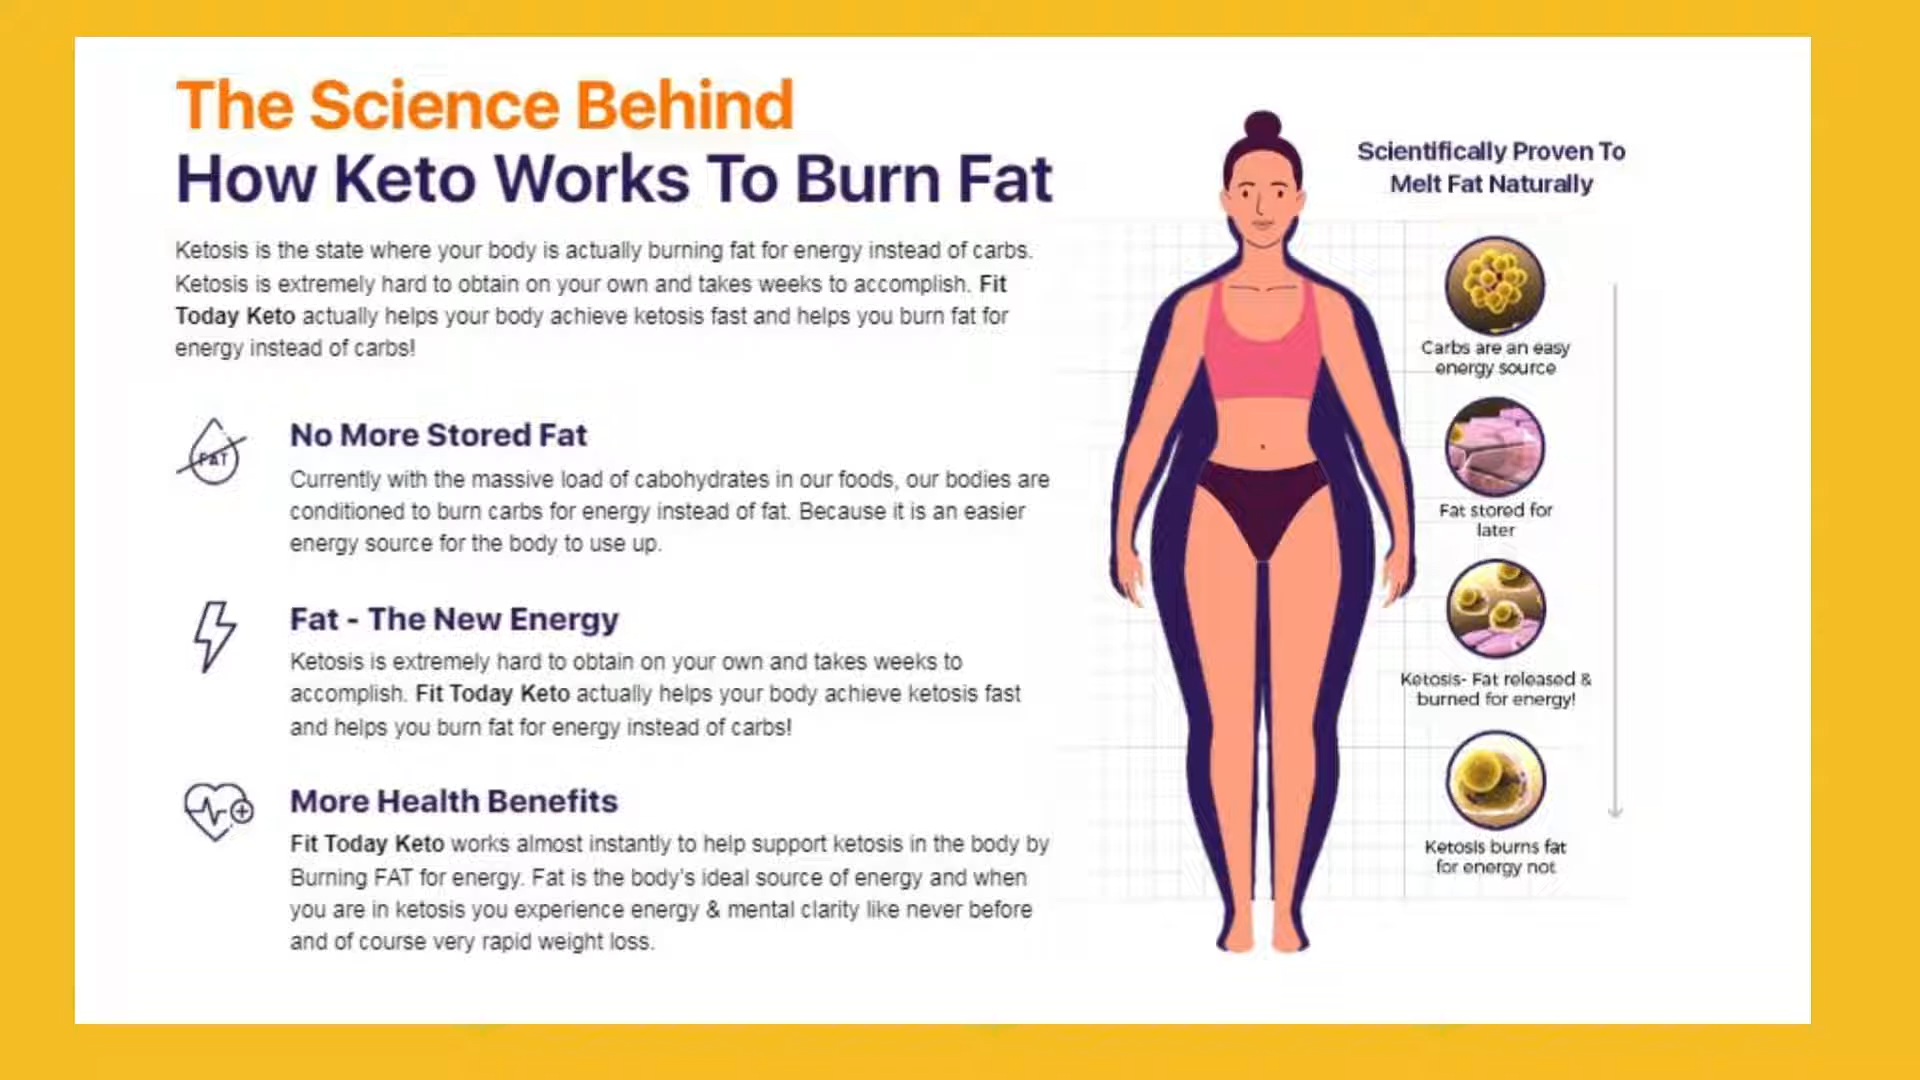 The Science Behind
How Keto Works To Burn Fat
Ketosis is the state where your body is actually burning fat for energy instead of carbs.
Ketosis is extremely hard to obtain on your own and takes weeks to accomplish. Fit
Today Keto actually helps your body achieve ketosis fast and helps you burn fat for
energy instead of carbs!
FAT
No More Stored Fat
Currently with the massive load of cabohydrates in our foods, our bodies are
conditioned to burn carbs for energy instead of fat. Because it is an easier
energy source for the body to use up.
Fat - The New Energy
Ketosis is extremely hard to obtain on your own and takes weeks to
accomplish. Fit Today Keto actually helps your body achieve ketosis fast
and helps you burn fat for energy instead of carbs!
More Health Benefits
Fit Today Keto works almost instantly to help support ketosis in the body by
Burning FAT for energy. Fat is the body's ideal source of energy and when
you are in ketosis you experience energy & mental clarity like never before
and of course very rapid weight loss.
Scientifically Proven To
Melt Fat Naturally
Carbs are an easy
energy source
Fat stored for
later
Ketosis- Fat released &
burned for energy!
Ketosis burns fat
for energy not